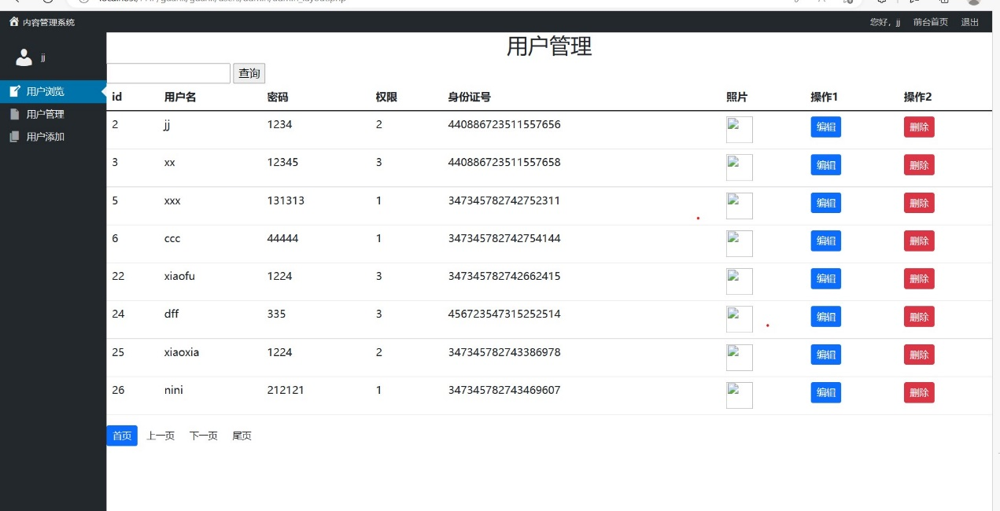 内容管理系统 您好，jj 前台首页 退出
jj
用户浏览
用户管理
用户添加
用户管理
查询
id 用户名 密码 权限 身份证号 照片 操作1 操作2
2 jj 1234 2 440886723511557656 编辑 删除
3 xx 12345 3 440886723511557658 编辑 删除
5 xxx 131313 1 347345782742752311 编辑 删除
6 ccc 44444 1 347345782742754144 编辑 删除
22 xiaofu 1224 3 347345782742662415 编辑 删除
24 dff 335 3 456723547315252514 编辑 删除
25 xiaoxia 1224 2 347345782743386978 编辑 删除
26 nini 212121 1 347345782743469607 编辑 删除
首页 上一页 下一页 尾页